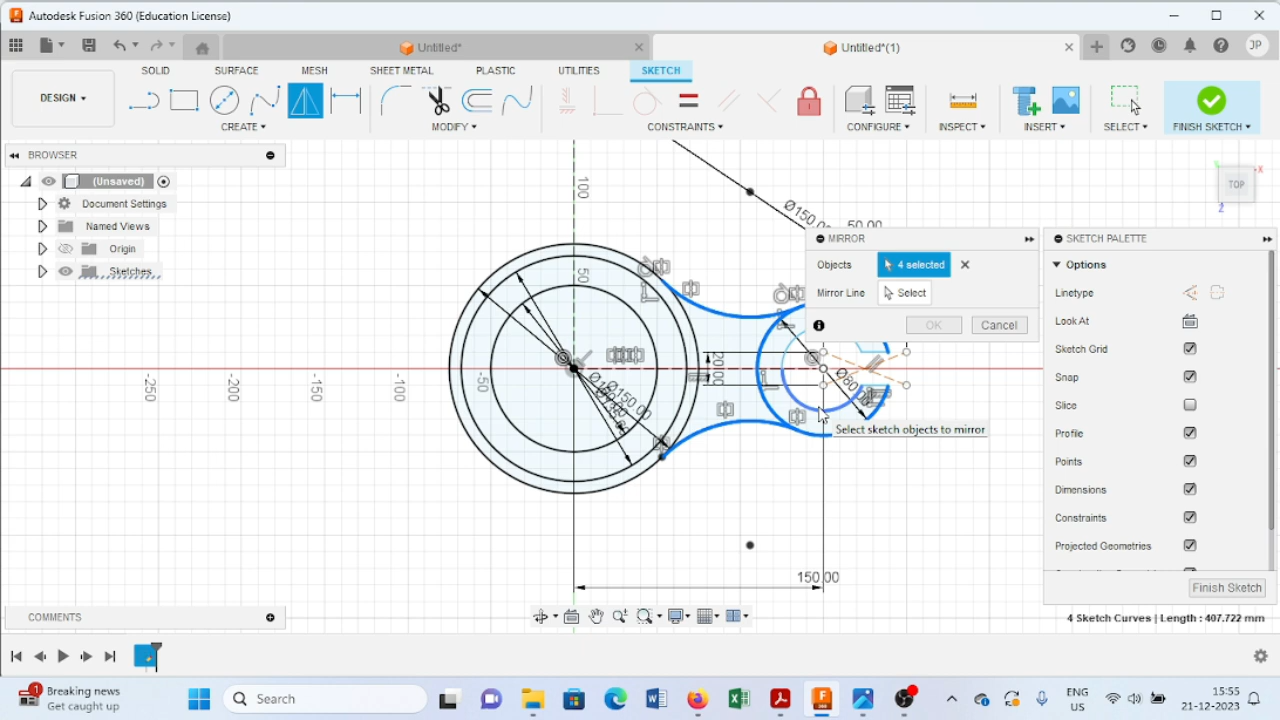 Autodesk Fusion 360 (Education License)
Untitled*
Untitled*(1)
JP
DESIGN
SOLID
SURFACE
MESH
SHEET METAL
PLASTIC
UTILITIES
SKETCH
CREATE
MODIFY
CONSTRAINTS
CONFIGURE
INSPECT
INSERT
SELECT
FINISH SKETCH
BROWSER
(Unsaved)
Document Settings
Named Views
Origin
Sketches
100
50
-50
-100
-150
-200
-250
TOP
X
Z
50.00
20.00
Ø150.00
Ø80.00
150.00
MIRROR
Objects
4 selected
Mirror Line
Select
OK
Cancel
Select sketch objects to mirror
SKETCH PALETTE
Options
Linetype
Look At
Sketch Grid
Snap
Slice
Profile
Points
Dimensions
Constraints
Projected Geometries
Finish Sketch
COMMENTS
4 Sketch Curves | Length : 407.722 mm
1
Breaking news
Get caught up
Search
ENG
US
15:55
21-12-2023